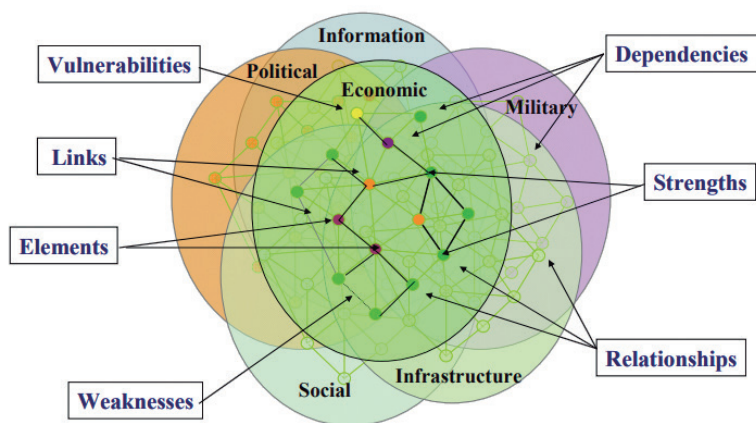 Information
Vulnerabilities
Political
Economic
Dependencies
Military
Links
Strengths
Elements
Relationships
Weaknesses
Social
Infrastructure